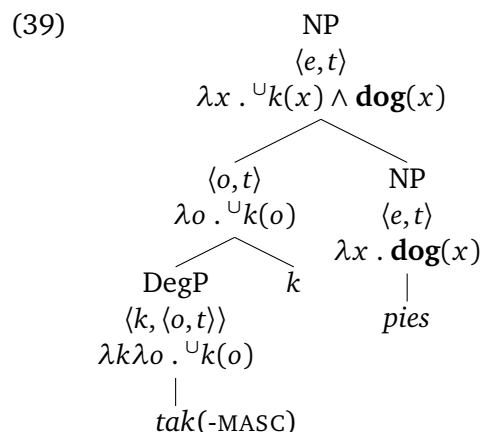 (39)
NP
⟨e, t⟩
λx . ∪k(x) ∧ dog(x)
⟨o, t⟩
NP
λo . ∪k(o)
⟨e, t⟩
λx . dog(x)
DegP
k
pies
⟨k, ⟨o, t⟩⟩
λkλo . ∪k(o)
tak(-MASC)